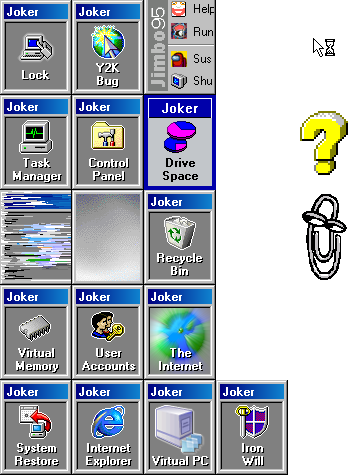 Joker
Lock
Joker
Y2K
Bug
Jimbo95
Help
Run
Sus
Shu
Joker
Task
Manager
Joker
Control
Panel
Joker
Drive
Space
Joker
Recycle
Bin
Joker
Virtual
Memory
Joker
User
Accounts
Joker
The
Internet
Joker
System
Restore
Joker
Internet
Explorer
Joker
Virtual PC
Joker
Iron
Will